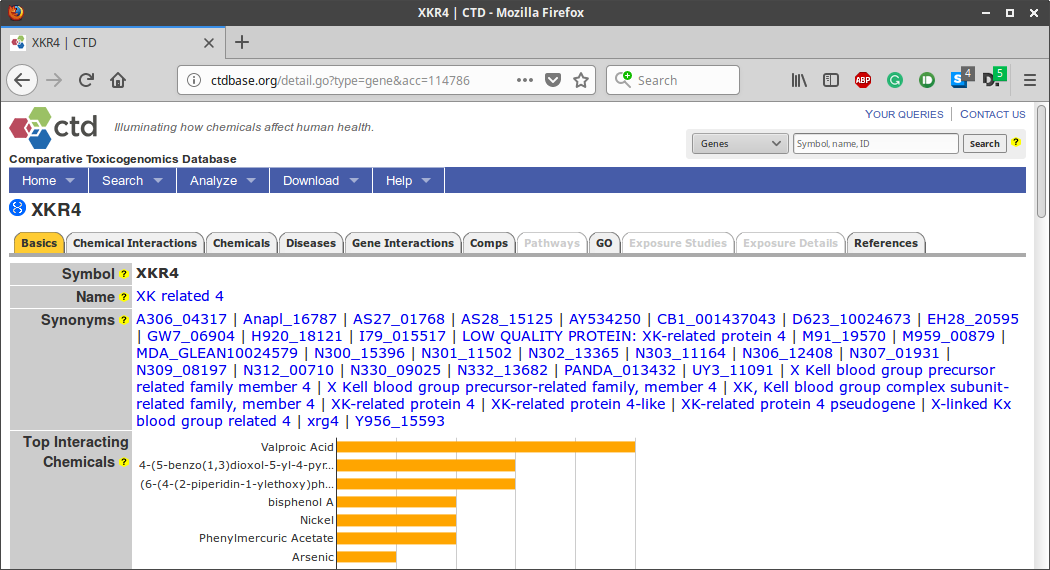 XKR4 | CTD - Mozilla Firefox
XKR4 | CTD
ctdbase.org/detail.go?type=gene&acc=114786
Search
ABP
S 4
D. 5
YOUR QUERIES | CONTACT US
ctd
Illuminating how chemicals affect human health.
Genes
Symbol, name, ID
Search
?
Comparative Toxicogenomics Database
Home Search Analyze Download Help
XKR4
Basics Chemical Interactions Chemicals Diseases Gene Interactions Comps Pathways GO Exposure Studies Exposure Details References
Symbol ? XKR4
Name ? XK related 4
Synonyms ? A306_04317 | Anapl_16787 | AS27_01768 | AS28_15125 | AY534250 | CB1_001437043 | D623_10024673 | EH28_20595
| GW7_06904 | H920_18121 | I79_015517 | LOW QUALITY PROTEIN: XK-related protein 4 | M91_19570 | M959_00879 |
MDA_GLEAN10024579 | N300_15396 | N301_11502 | N302_13365 | N303_11164 | N306_12408 | N307_01931 |
N309_08197 | N312_00710 | N330_09025 | N332_13682 | PANDA_013432 | UY3_11091 | X Kell blood group precursor
related family member 4 | X Kell blood group precursor-related family, member 4 | XK, Kell blood group complex subunit-
related family, member 4 | XK-related protein 4 | XK-related protein 4-like | XK-related protein 4 pseudogene | X-linked Kx
blood group related 4 | xrg4 | Y956_15593
Top Interacting
Chemicals ?
Valproic Acid
4-(5-benzo(1,3)dioxol-5-yl-4-pyr...
(6-(4-(2-piperidin-1-ylethoxy)ph...
bisphenol A
Nickel
Phenylmercuric Acetate
Arsenic